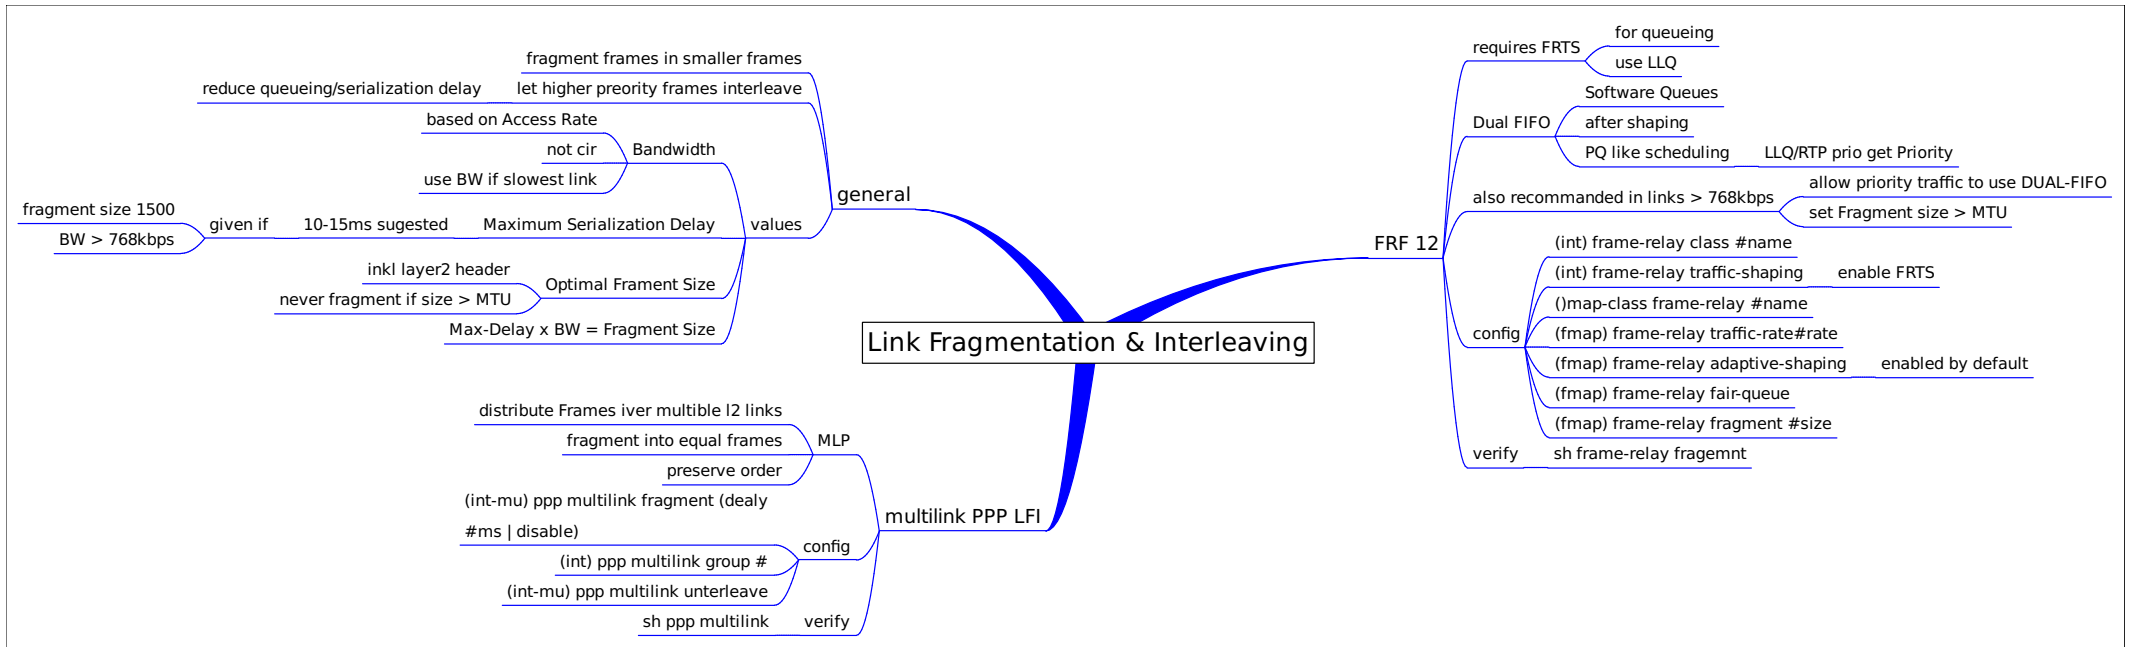 Link Fragmentation & Interleaving
general
fragment frames in smaller frames
let higher preority frames interleave
reduce queueing/serialization delay
values
Bandwidth
based on Access Rate
not cir
use BW if slowest link
Maximum Serialization Delay
10-15ms sugested
given if
fragment size 1500
BW > 768kbps
Optimal Frament Size
inkl layer2 header
never fragment if size > MTU
Max-Delay x BW = Fragment Size
multilink PPP LFI
MLP
distribute Frames iver multible l2 links
fragment into equal frames
preserve order
config
(int-mu) ppp multilink fragment (dealy
#ms | disable)
(int) ppp multilink group #
(int-mu) ppp multilink unterleave
verify
sh ppp multilink
FRF 12
requires FRTS
for queueing
use LLQ
Dual FIFO
Software Queues
after shaping
PQ like scheduling
LLQ/RTP prio get Priority
also recommanded in links > 768kbps
allow priority traffic to use DUAL-FIFO
set Fragment size > MTU
config
(int) frame-relay class #name
(int) frame-relay traffic-shaping
enable FRTS
()map-class frame-relay #name
(fmap) frame-relay traffic-rate#rate
(fmap) frame-relay adaptive-shaping
enabled by default
(fmap) frame-relay fair-queue
(fmap) frame-relay fragment #size
verify
sh frame-relay fragemnt